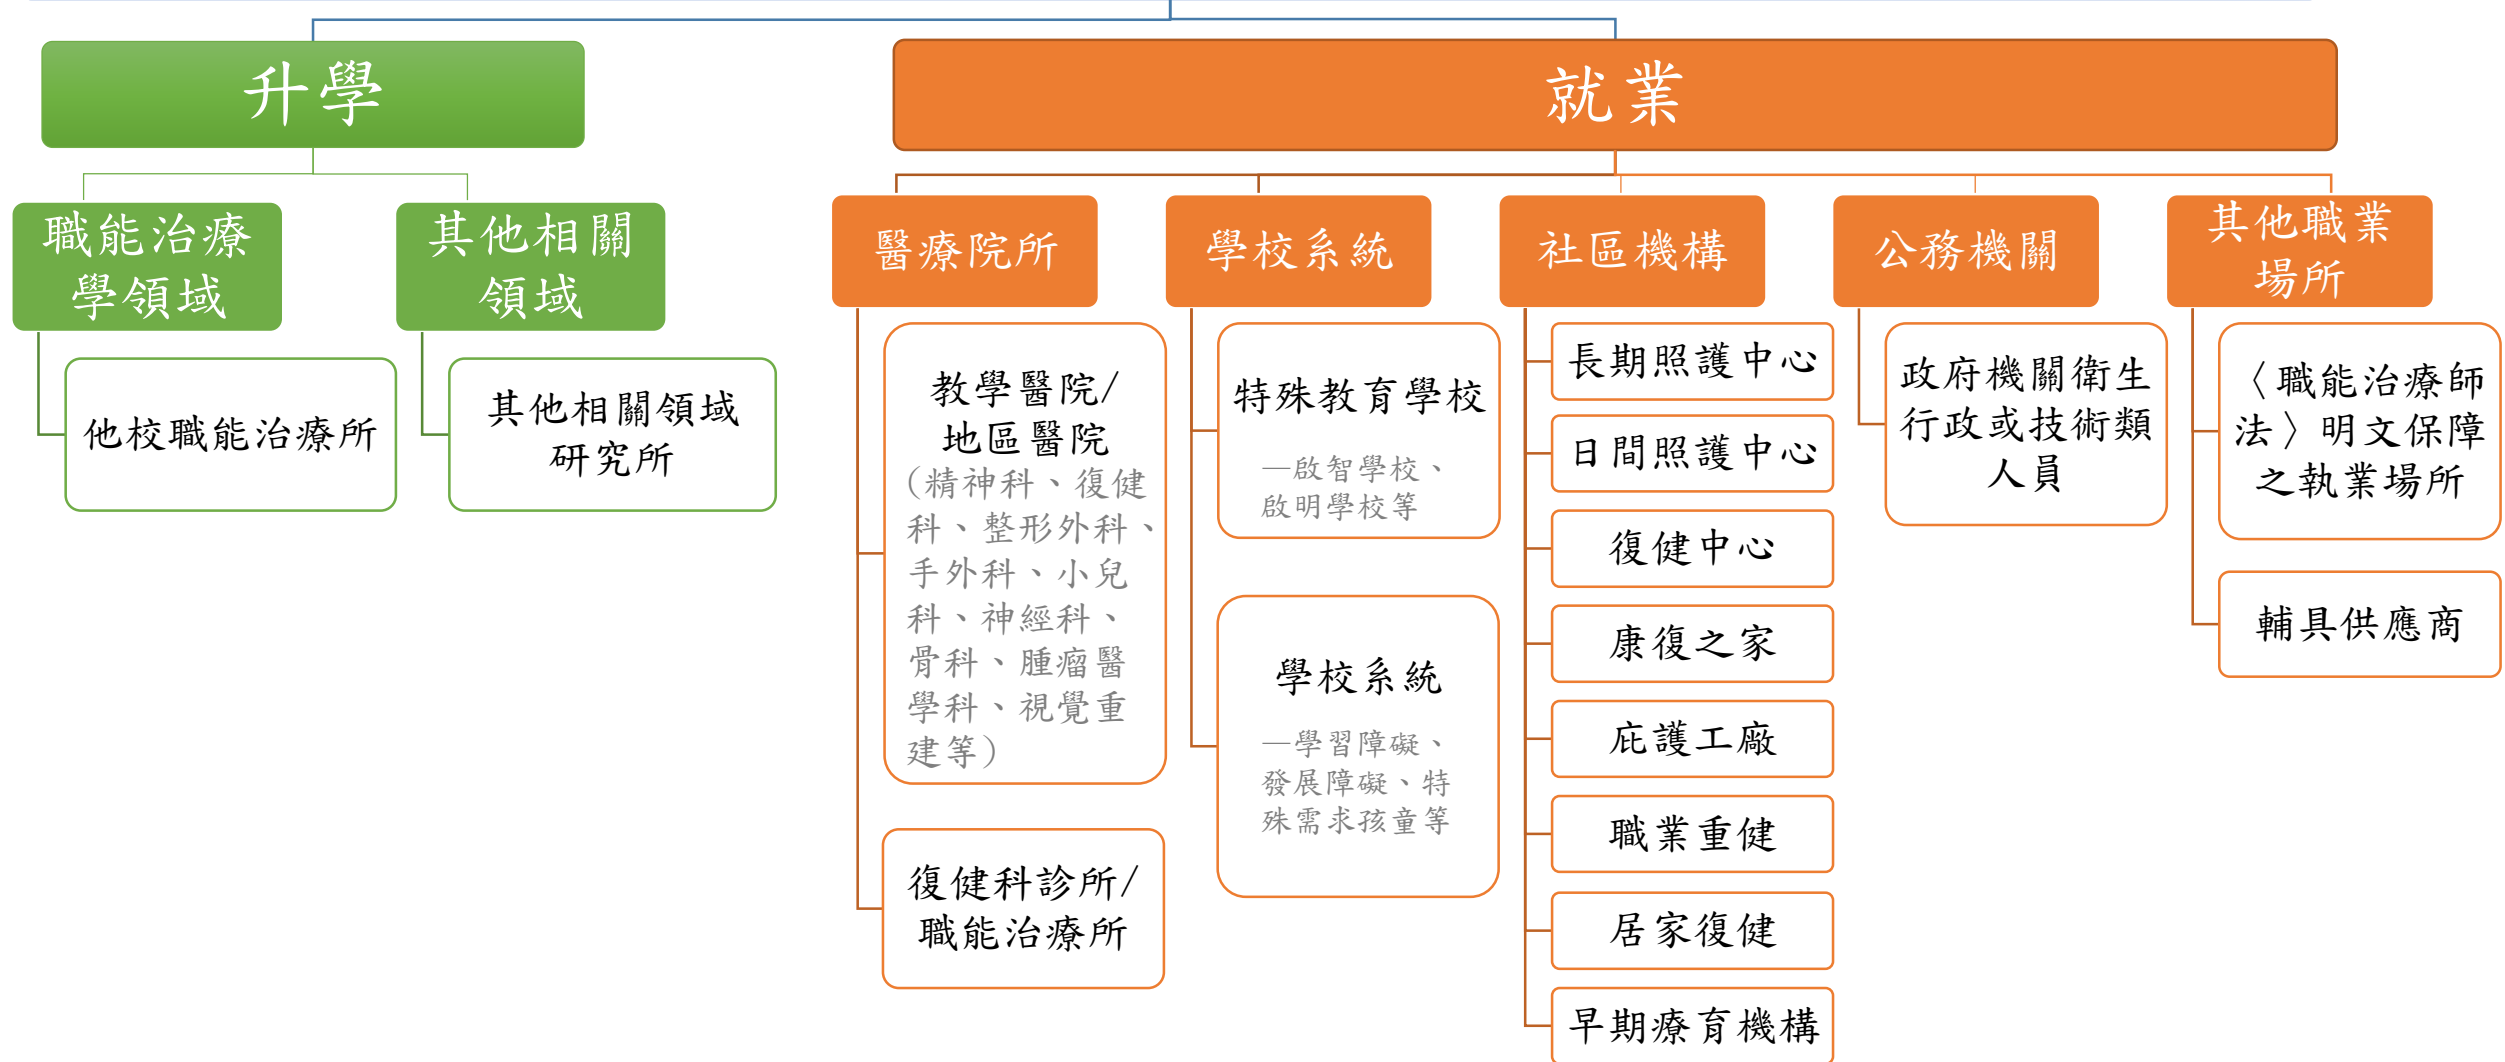 升學
就業
職能治療
學領域
其他相關
領域
他校職能治療所
其他相關領域
研究所
醫療院所
學校系統
社區機構
公務機關
其他職業
場所
教學醫院/
地區醫院
(精神科、復健
科、整形外科、
手外科、小兒
科、神經科、
骨科、腫瘤醫
學科、視覺重
建等)
復健科診所/
職能治療所
特殊教育學校
—啟智學校、
啟明學校等
學校系統
—學習障礙、
發展障礙、特
殊需求孩童等
長期照護中心
日間照護中心
復健中心
康復之家
庇護工廠
職業重健
居家復健
早期療育機構
政府機關衛生
行政或技術類
人員
〈職能治療師
法〉明文保障
之執業場所
輔具供應商